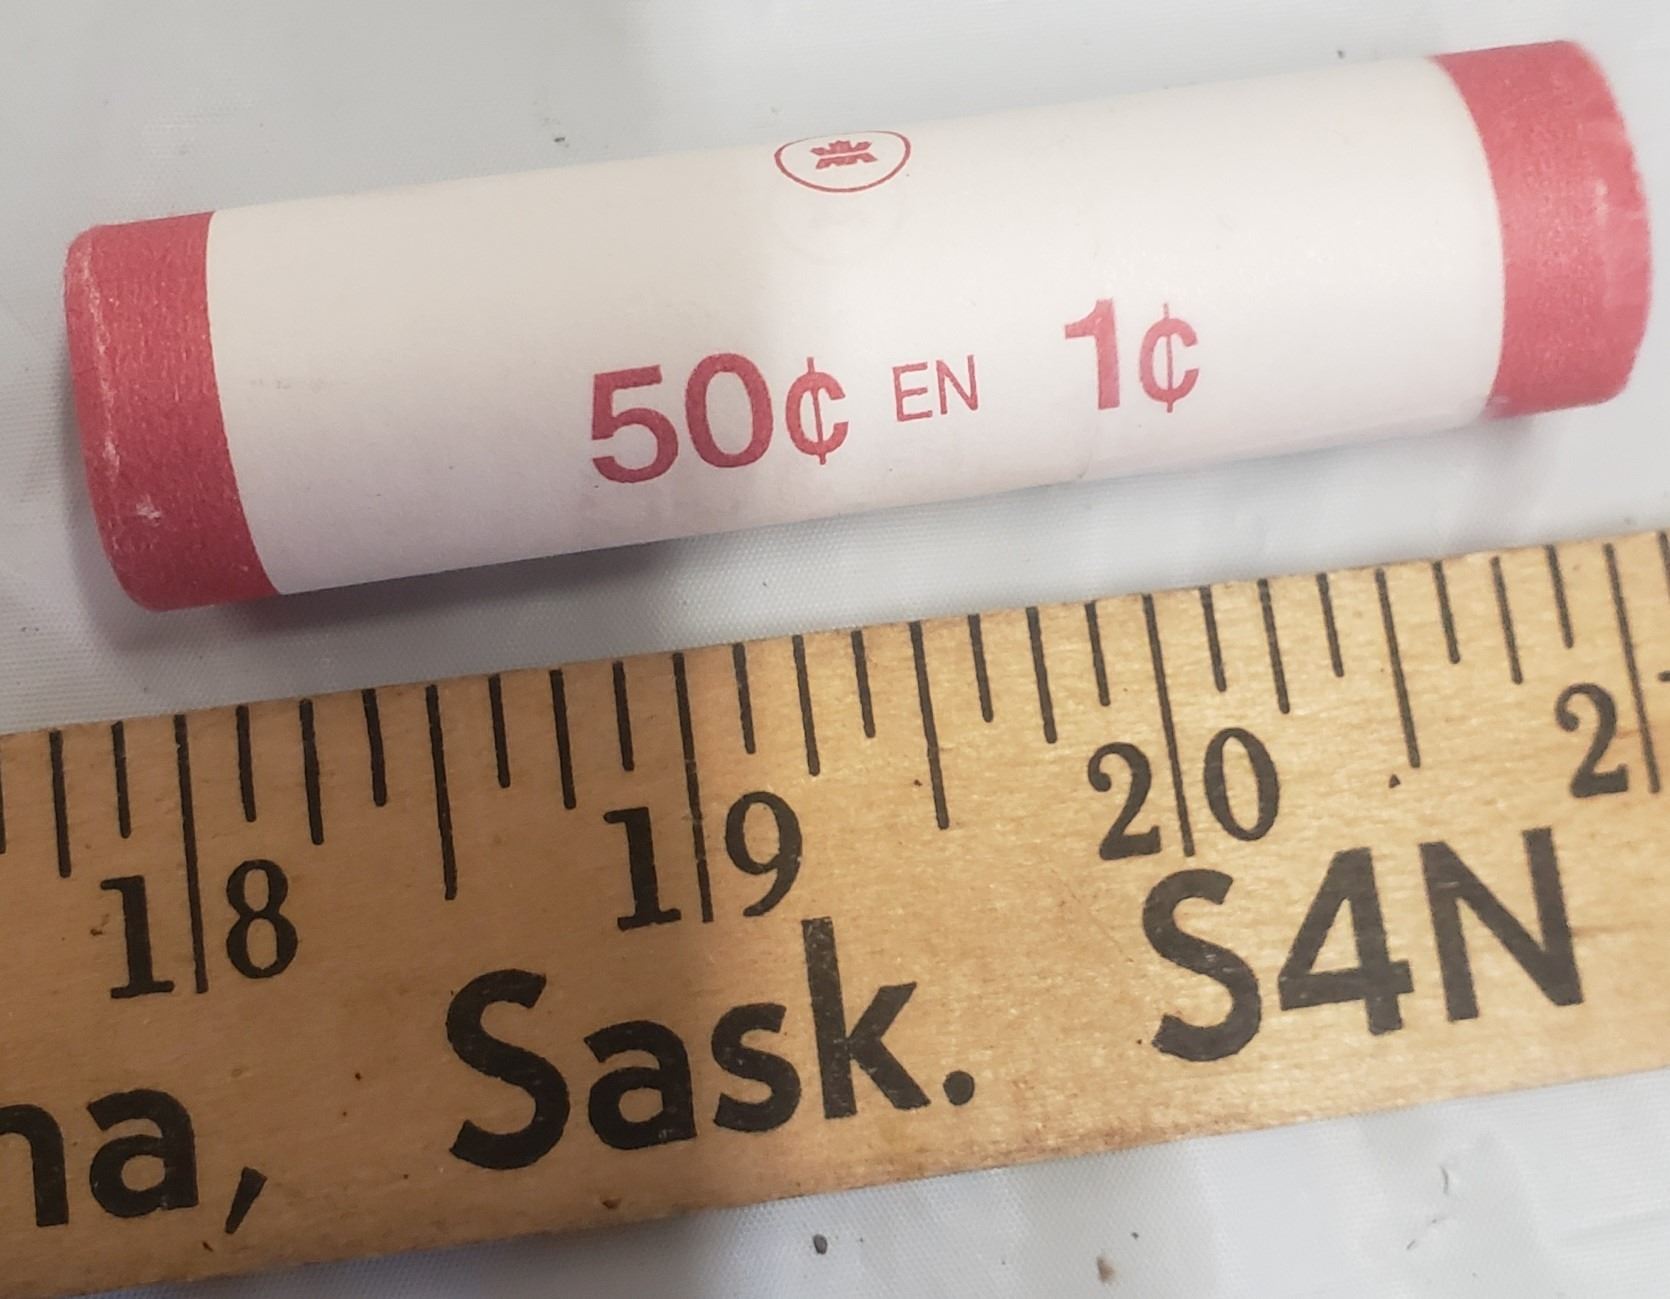 50¢ EN 1¢
18 19 20 2
na, Sask. S4N